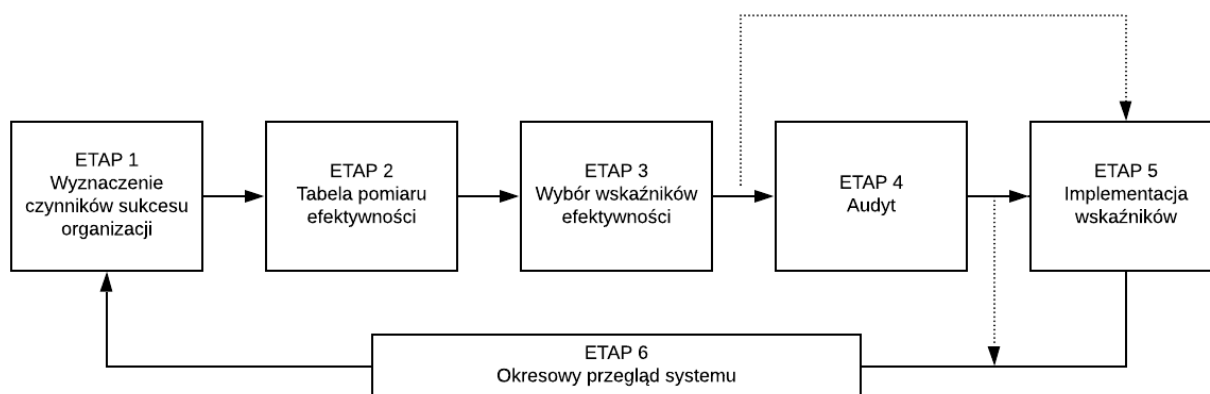 ETAP 1
Wyznaczenie
czynników sukcesu
organizacji
ETAP 2
Tabela pomiaru
efektywności
ETAP 3
Wybór wskaźników
efektywności
ETAP 4
Audyt
ETAP 5
Implementacja
wskaźników
ETAP 6
Okresowy przegląd systemu